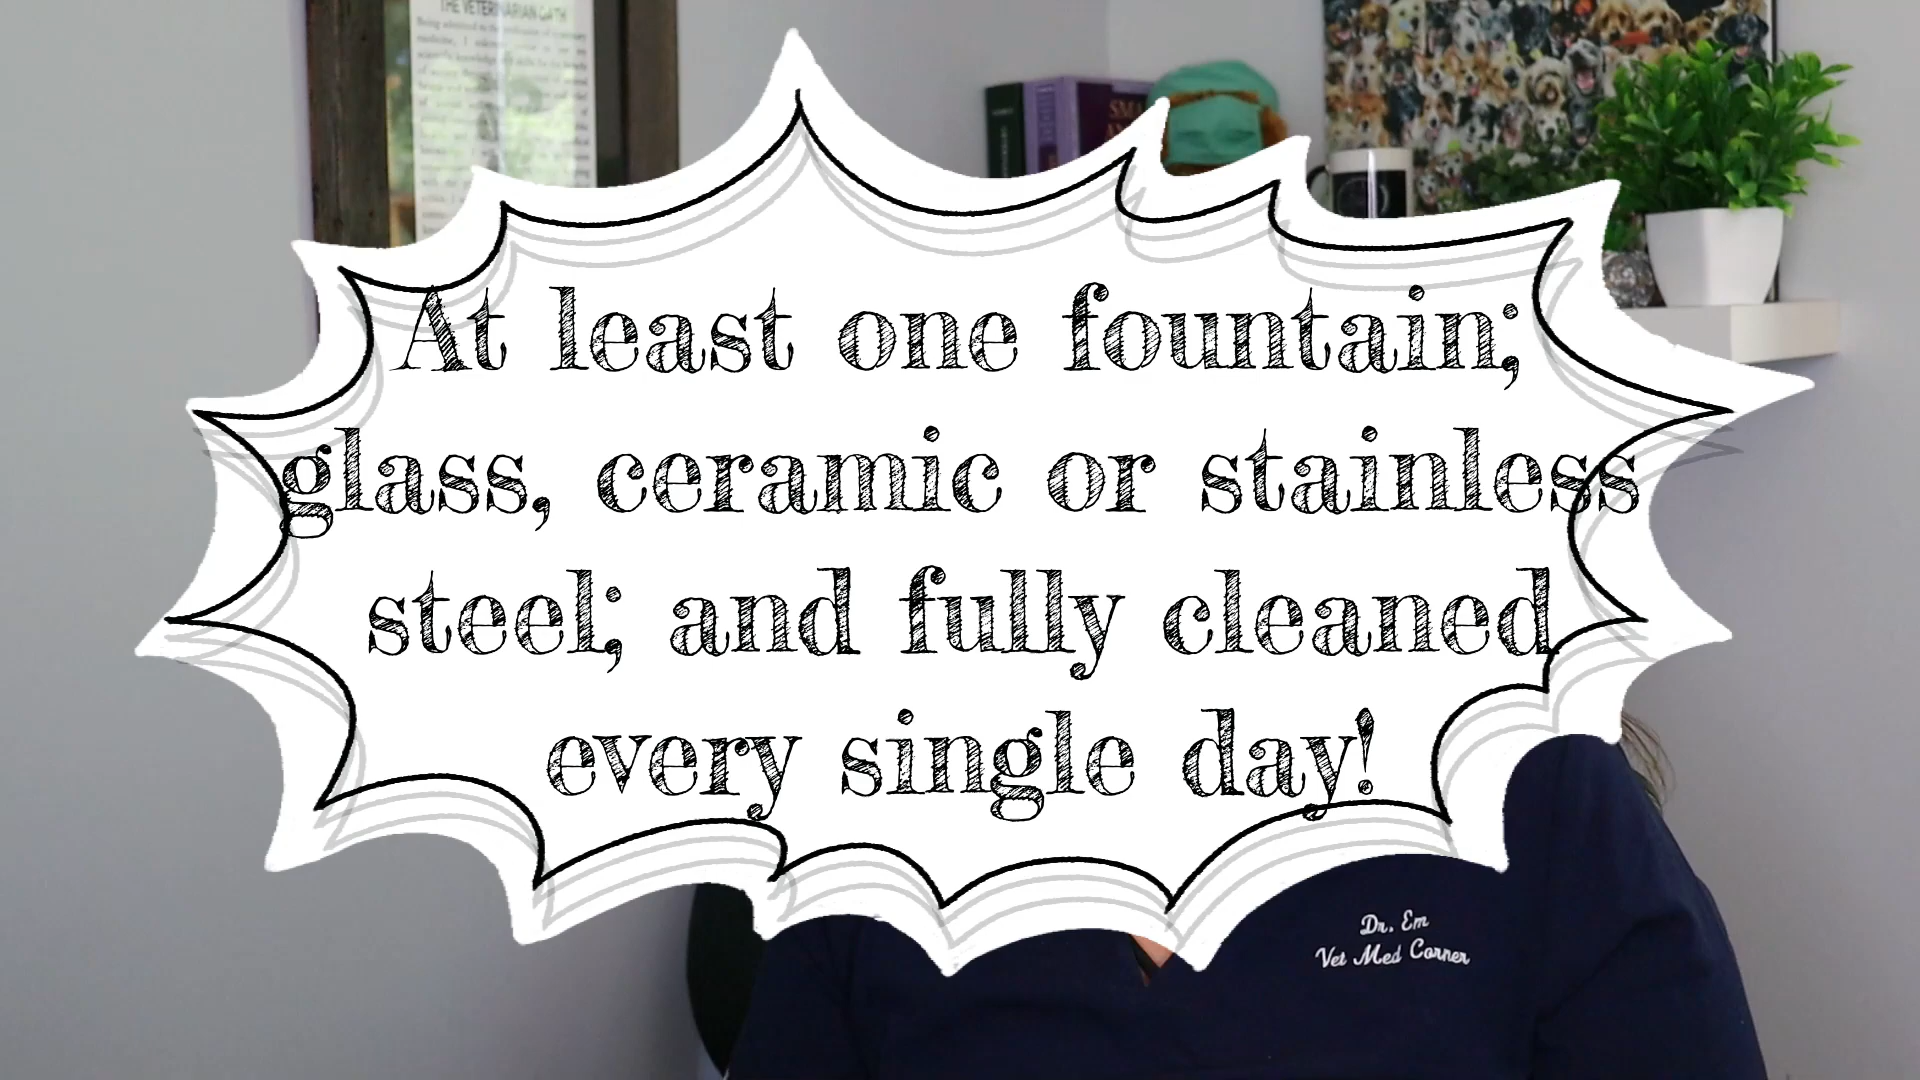 THE VETERINARIAN OATH
SMA
At least one fountain;
glass, ceramic or stainless
steel; and fully cleaned
every single day!
Dr. Em
Vet Med Corner